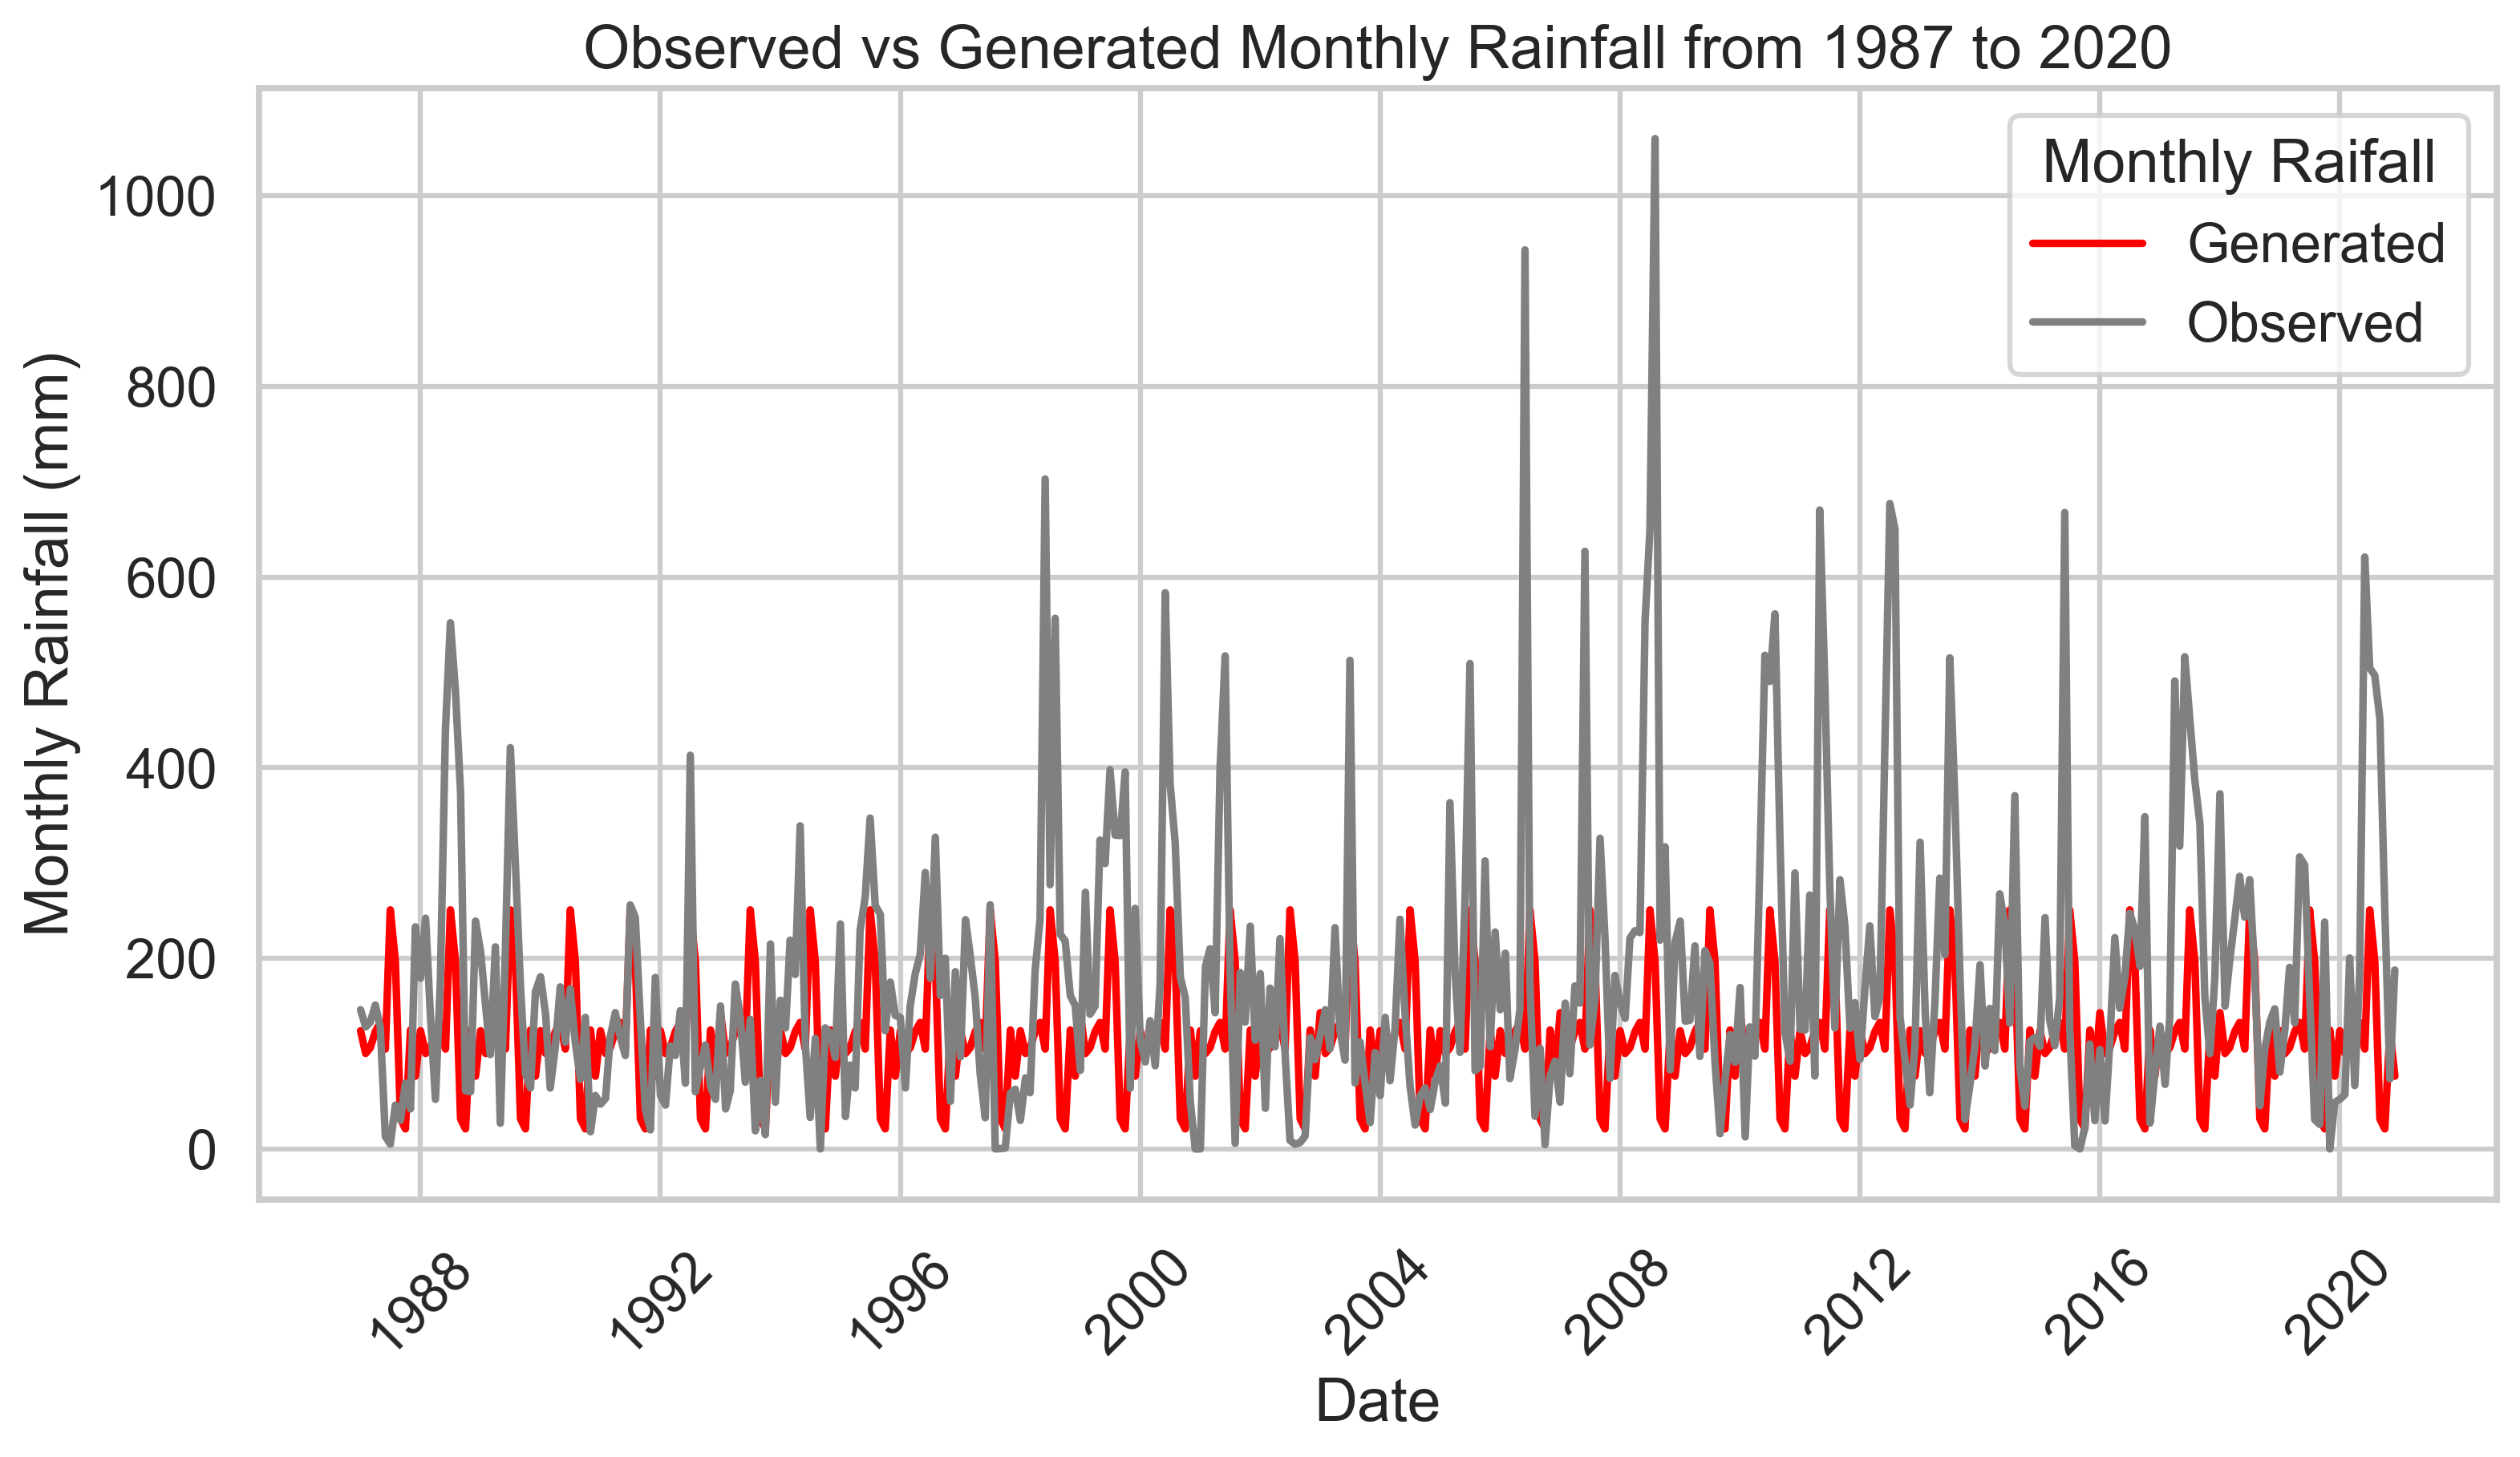 Observed vs Generated Monthly Rainfall from 1987 to 2020
Monthly Raifall
Generated
Observed
Monthly Rainfall (mm)
1000
800
600
400
200
0
1988
1992
1996
2000
2004
2008
2012
2016
2020
Date